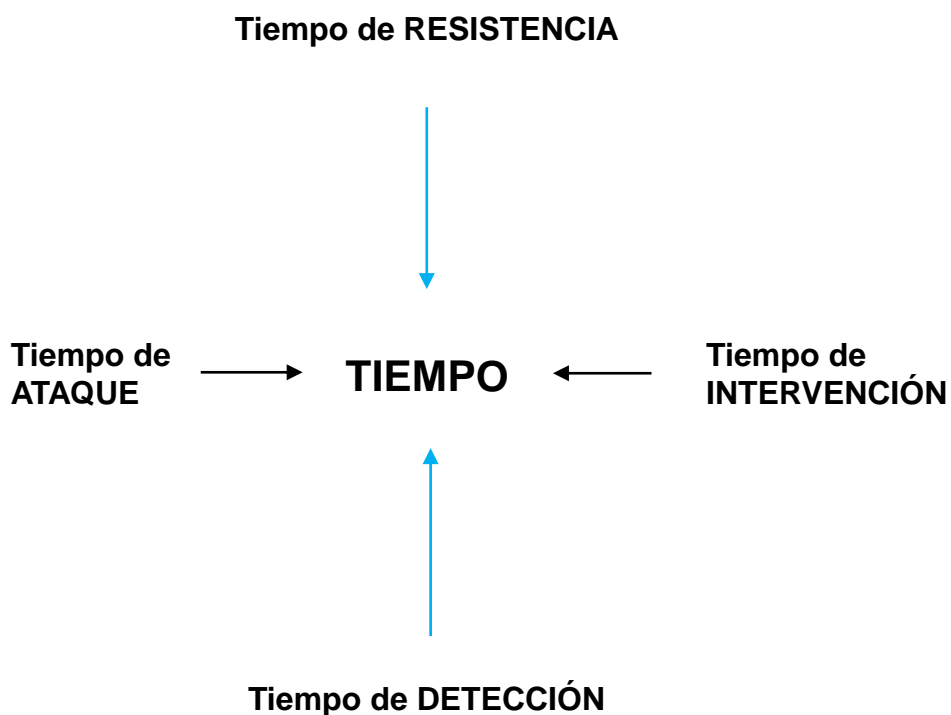 Tiempo de RESISTENCIA
Tiempo de
ATAQUE
TIEMPO
Tiempo de
INTERVENCIÓN
Tiempo de DETECCIÓN